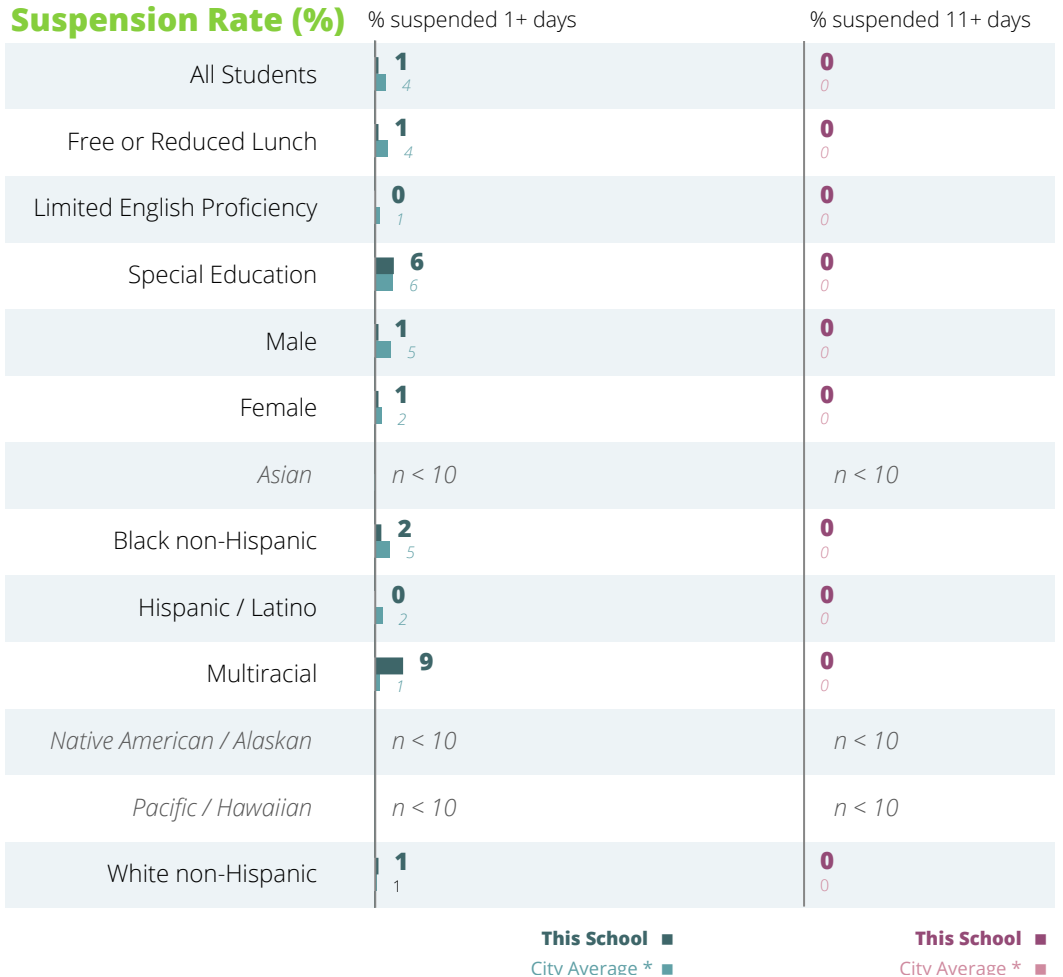 Suspension Rate (%) % suspended 1+ days % suspended 11+ days
All Students 1 0
4 0
Free or Reduced Lunch 1 0
4 0
Limited English Proficiency 0 0
1 0
Special Education 6 0
6 0
Male 1 0
5 0
Female 1 0
2 0
Asian n < 10 n < 10
Black non-Hispanic 2 0
5 0
Hispanic / Latino 0 0
2 0
Multiracial 9 0
1 0
Native American / Alaskan n < 10 n < 10
Pacific / Hawaiian n < 10 n < 10
White non-Hispanic 1 0
1 0
This School This School
City Average * City Average *